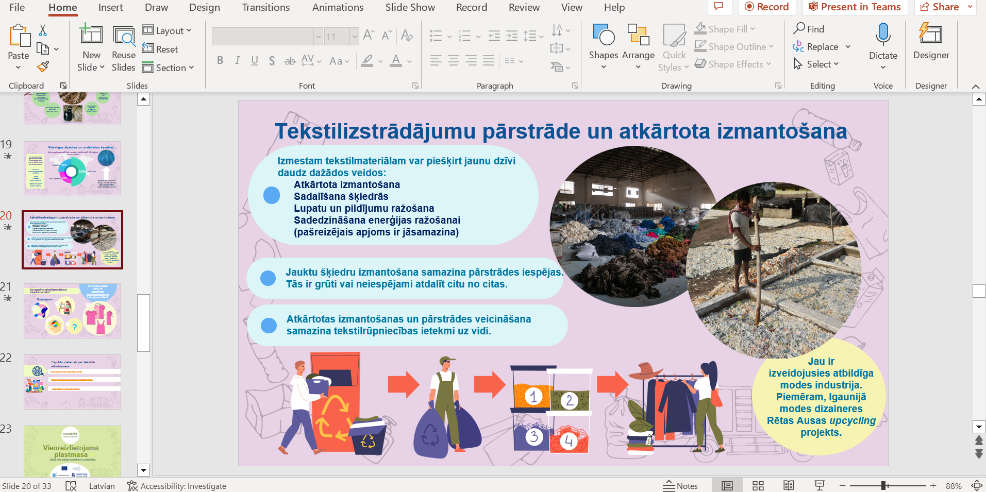 File
Home
Insert
Draw
Design
Transitions
Animations
Slide Show
Record
Review
View
Help
Record
Present in Teams
Share
Paste
New
Slide
Reuse
Slides
Layout
Reset
Section
11
Shapes
Arrange
Quick
Styles
Shape Fill
Shape Outline
Shape Effects
Find
Replace
Select
Dictate
Designer
Clipboard
Slides
Font
Paragraph
Drawing
Editing
Voice
Designer
19
20
21
22
23
Vienreizlietojamā
plastmasa
Tekstilizstrādājumu pārstrāde un atkārtota izmantošana
Izmestam tekstilmateriālam var piešķirt jaunu dzīvi
daudz dažādos veidos:
Atkārtota izmantošana
Sadalīšana šķiedrās
Lupatu un pildījumu ražošana
Sadedzināšana enerģijas ražošanai
(pašreizējais apjoms ir jāsamazina)
Jauktu šķiedru izmantošana samazina pārstrādes iespējas.
Tās ir grūti vai neiespējami atdalīt citu no citas.
Atkārtotas izmantošanas un pārstrādes veicināšana
samazina tekstilrūpniecības ietekmi uz vidi.
1
2
3
4
Jau ir
izveidojusies atbildīga
modes industrija.
Piemēram, Igaunijā
modes dizaineres
Rētas Ausas upcycling
projekts.
Slide 20 of 33
Latvian
Accessibility: Investigate
Notes
88%